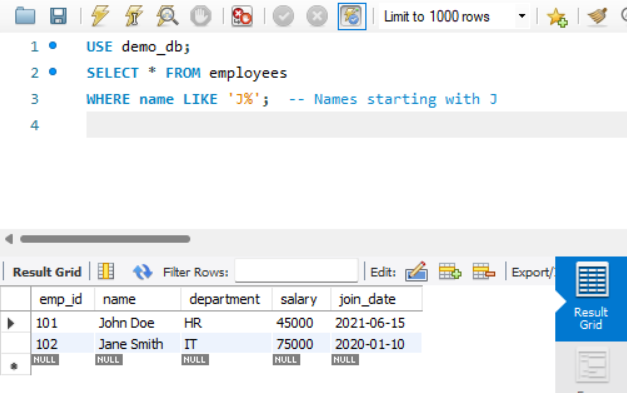 Limit to 1000 rows
1 USE demo_db;
2 SELECT * FROM employees
3 WHERE name LIKE 'J%';  -- Names starting with J
4
Result Grid Filter Rows: Edit: Export/
emp_id name department salary join_date
101 John Doe HR 45000 2021-06-15
102 Jane Smith IT 75000 2020-01-10
NULL NULL NULL NULL NULL
Result
Grid